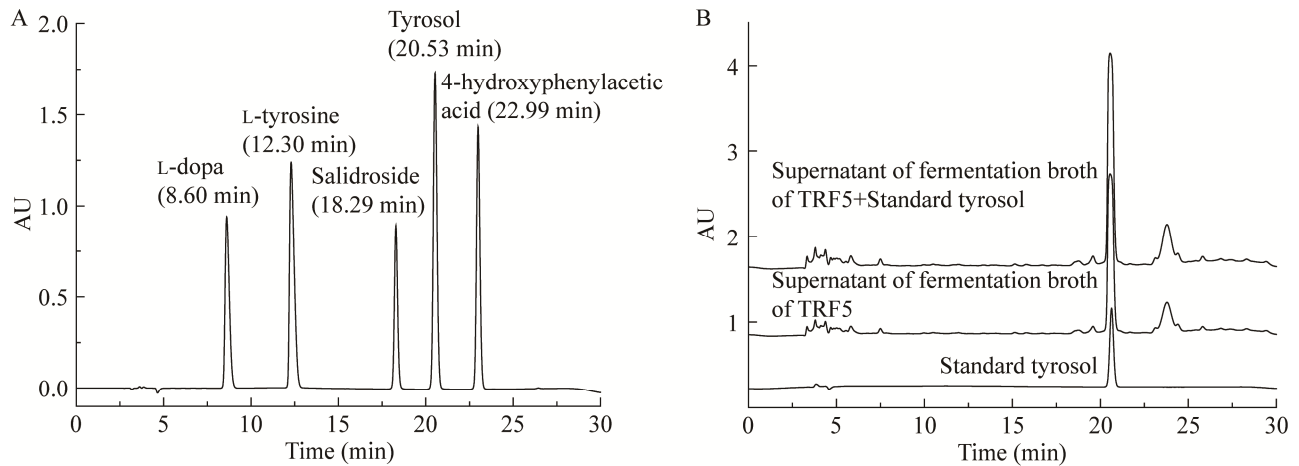 A
2.0
1.5
1.0
0.5
0.0
AU
0
5
10
15
20
25
30
Time (min)
L-dopa
(8.60 min)
L-tyrosine
(12.30 min)
Salidroside
(18.29 min)
Tyrosol
(20.53 min)
4-hydroxyphenylacetic
acid (22.99 min)
B
4
3
2
1
AU
0
5
10
15
20
25
30
Time (min)
Supernatant of fermentation broth
of TRF5+Standard tyrosol
Supernatant of fermentation broth
of TRF5
Standard tyrosol